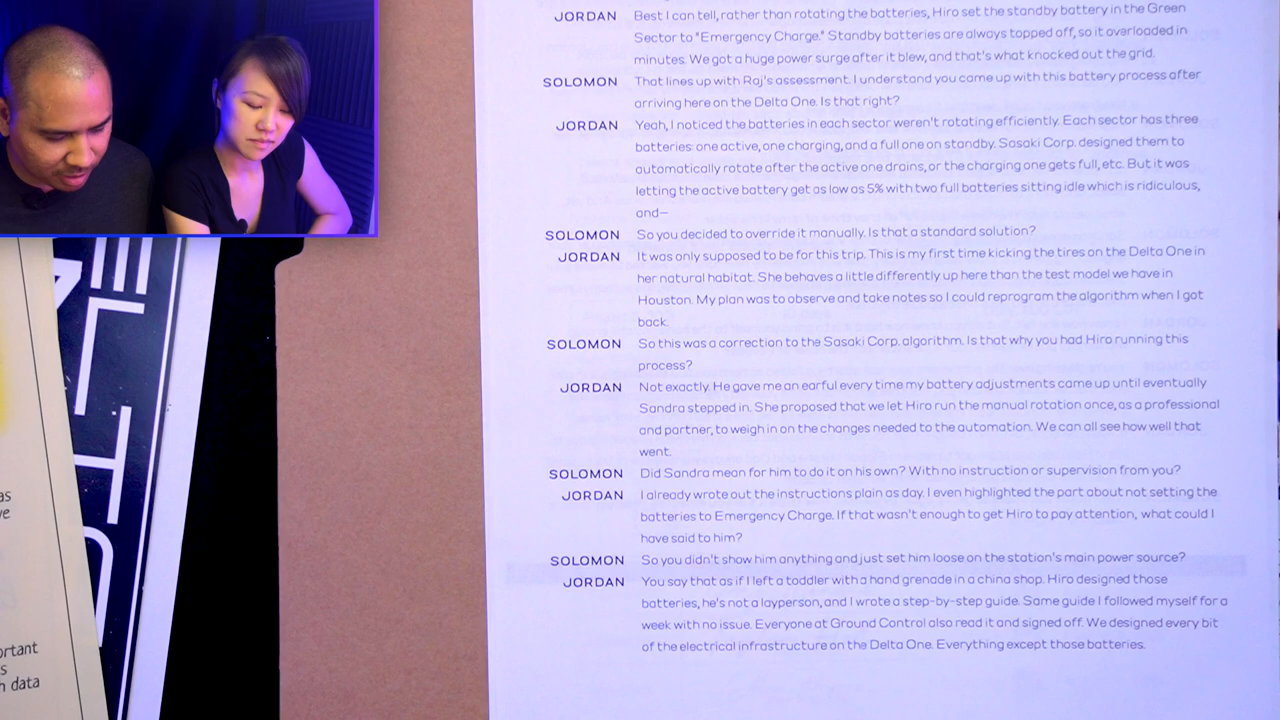 JORDAN Best I can tell, rather than rotating the batteries, Hiro set the standby battery in the Green
Sector to "Emergency Charge." Standby batteries are always topped off, so it overloaded in
minutes. We got a huge power surge after it blew, and that's what knocked out the grid.
SOLOMON That lines up with Raj's assessment. I understand you came up with this battery process after
arriving here on the Delta One. Is that right?
JORDAN Yeah, I noticed the batteries in each sector weren't rotating efficiently. Each sector has three
batteries: one active, one charging, and a full one on standby. Sasaki Corp. designed them to
automatically rotate after the active one drains, or the charging one gets full, etc. But it was
letting the active battery get as low as 5% with two full batteries sitting idle which is ridiculous,
and—
SOLOMON So you decided to override it manually. Is that a standard solution?
JORDAN It was only supposed to be for this trip. This is my first time kicking the tires on the Delta One in
her natural habitat. She behaves a little differently up here than the test model we have in
Houston. My plan was to observe and take notes so I could reprogram the algorithm when I got
back.
SOLOMON So this was a correction to the Sasaki Corp. algorithm. Is that why you had Hiro running this
process?
JORDAN Not exactly. He gave me an earful every time my battery adjustments came up until eventually
Sandra stepped in. She proposed that we let Hiro run the manual rotation once, as a professional
and partner, to weigh in on the changes needed to the automation. We can all see how well that
went.
SOLOMON Did Sandra mean for him to do it on his own? With no instruction or supervision from you?
JORDAN I already wrote out the instructions plain as day. I even highlighted the part about not setting the
batteries to Emergency Charge. If that wasn't enough to get Hiro to pay attention, what could I
have said to him?
SOLOMON So you didn't show him anything and just set him loose on the station's main power source?
JORDAN You say that as if I left a toddler with a hand grenade in a china shop. Hiro designed those
batteries, he's not a layperson, and I wrote a step-by-step guide. Same guide I followed myself for a
week with no issue. Everyone at Ground Control also read it and signed off. We designed every bit
of the electrical infrastructure on the Delta One. Everything except those batteries.
as
ortant
s
data